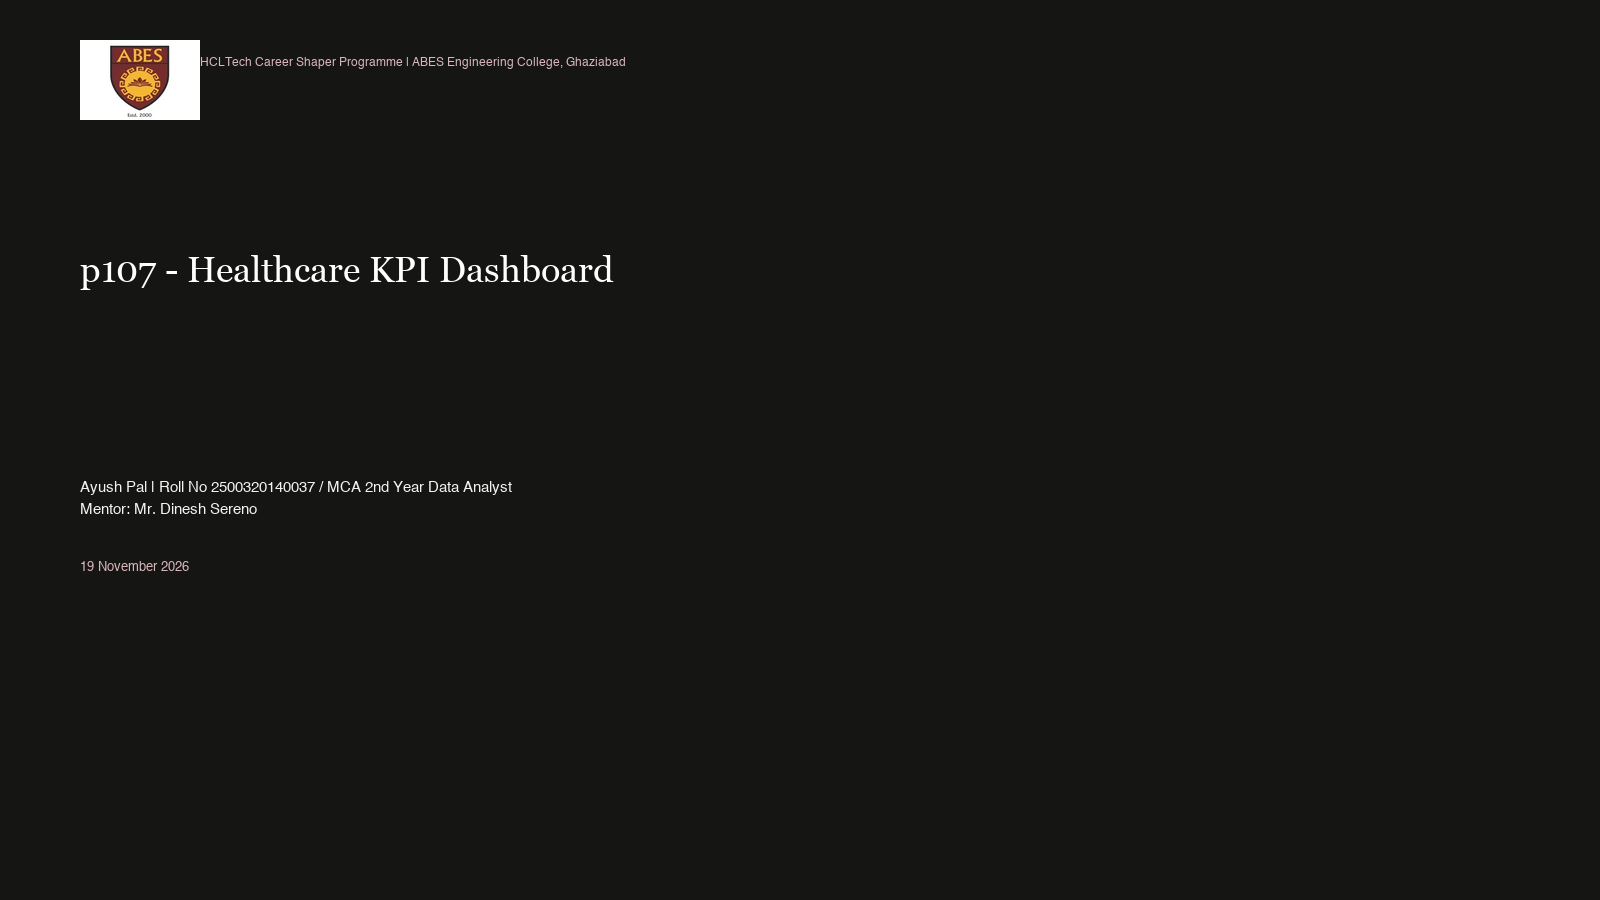 ABES
Est. 2000
HCLTech Career Shaper Programme | ABES Engineering College, Ghaziabad
p107 - Healthcare KPI Dashboard
Ayush Pal | Roll No 2500320140037 / MCA 2nd Year Data Analyst
Mentor: Mr. Dinesh Sereno
19 November 2026